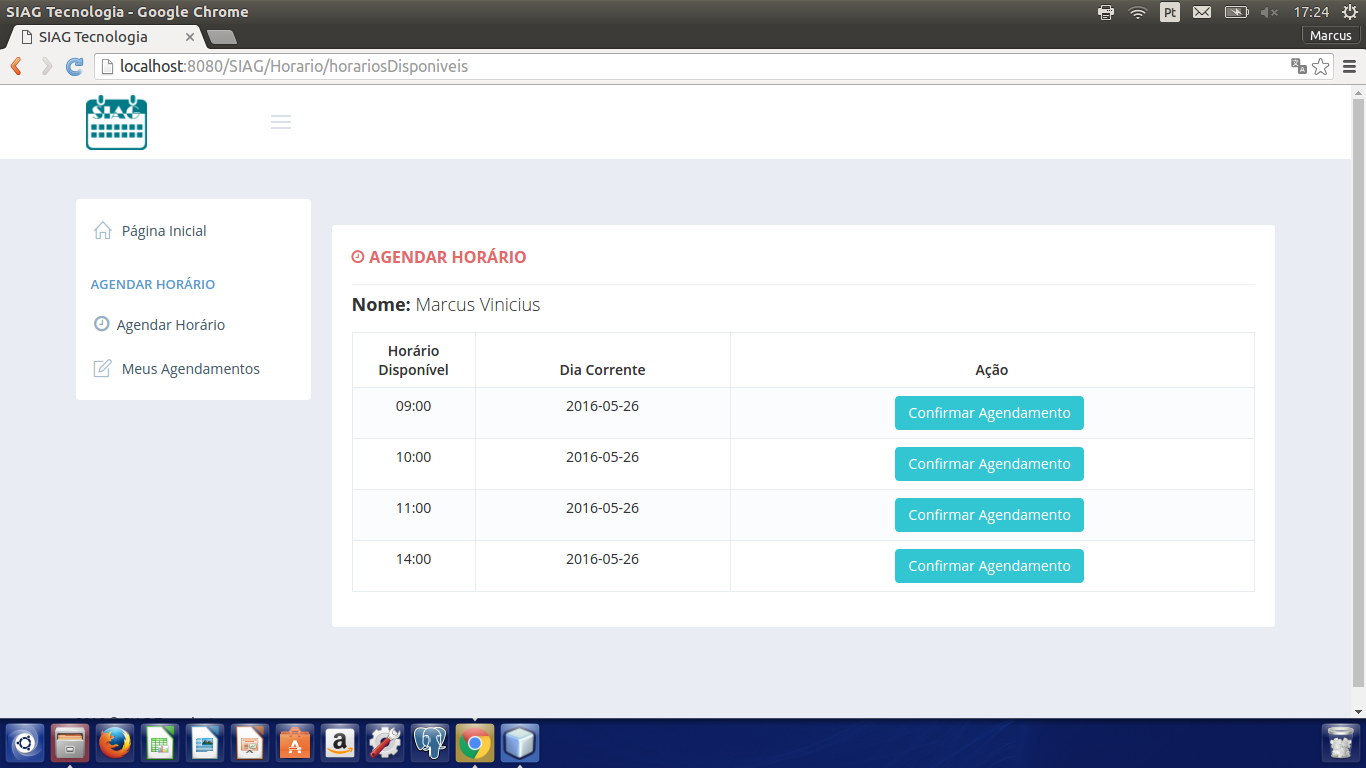 SIAG Tecnologia - Google Chrome
Pt
17:24
SIAG Tecnologia
Marcus
localhost:8080/SIAG/Horario/horariosDisponiveis
SIAG
Página Inicial
AGENDAR HORÁRIO
Agendar Horário
Meus Agendamentos
AGENDAR HORÁRIO
Nome: Marcus Vinicius
Horário
Disponível
Dia Corrente
Ação
09:00
2016-05-26
Confirmar Agendamento
10:00
2016-05-26
Confirmar Agendamento
11:00
2016-05-26
Confirmar Agendamento
14:00
2016-05-26
Confirmar Agendamento